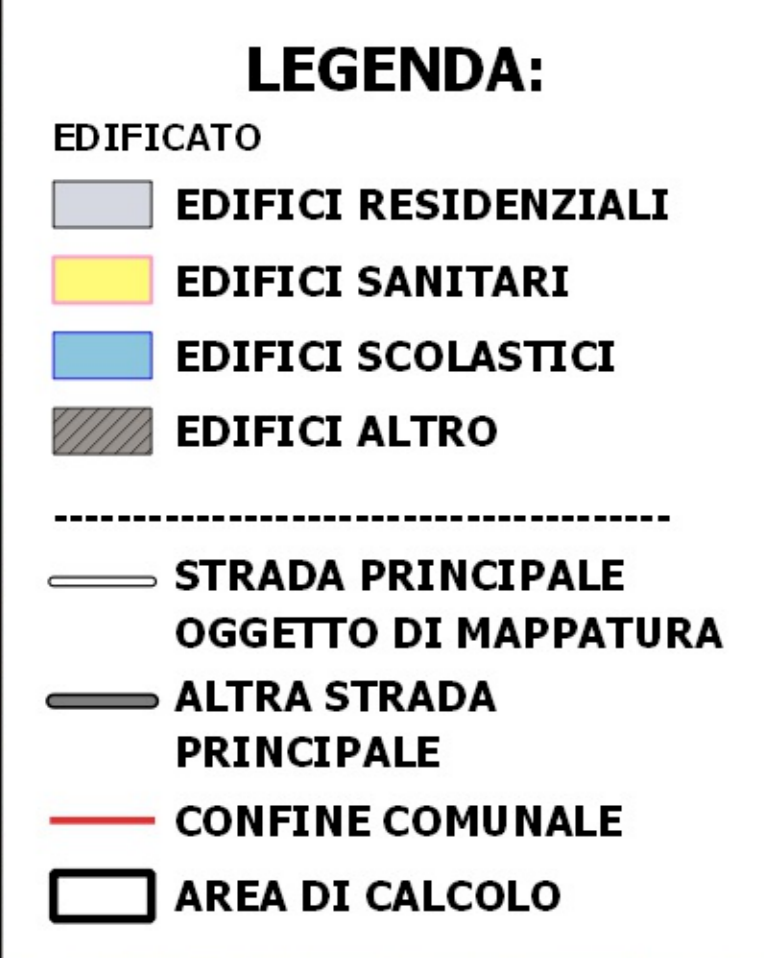 LEGENDA:
EDIFICATO
EDIFICI RESIDENZIALI
EDIFICI SANITARI
EDIFICI SCOLASTICI
EDIFICI ALTRO
---------------------------------------
STRADA PRINCIPALE
OGGETTO DI MAPPATURA
ALTRA STRADA
PRINCIPALE
CONFINE COMUNALE
AREA DI CALCOLO